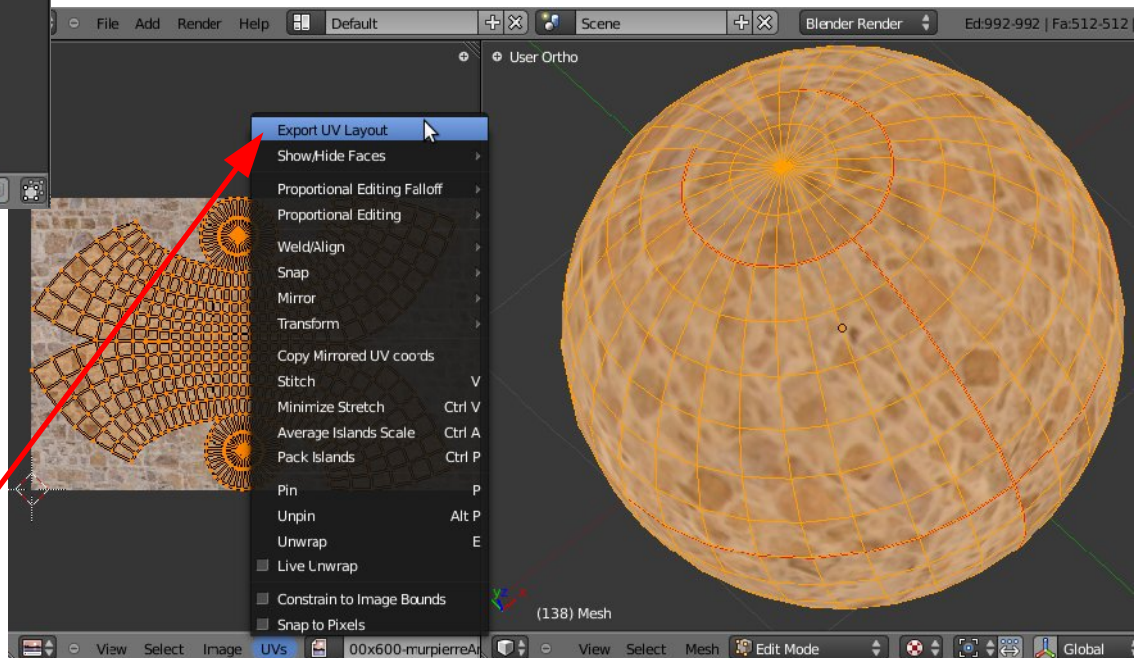 File Add Render Help Default Scene Blender Render Ed:992-992 | Fa:512-512 |
User Ortho
Export UV Layout
Show/Hide Faces
Proportional Editing Falloff
Proportional Editing
Weld/Align
Snap
Mirror
Transform
Copy Mirrored UV coords
Stitch V
Minimize Stretch Ctrl V
Average Islands Scale Ctrl A
Pack Islands Ctrl P
Pin P
Unpin Alt P
Unwrap E
Live Unwrap
Constrain to Image Bounds
Snap to Pixels
yz
(138) Mesh
View Select Image UVs 00x600-murpierreAr View Select Mesh Edit Mode Global